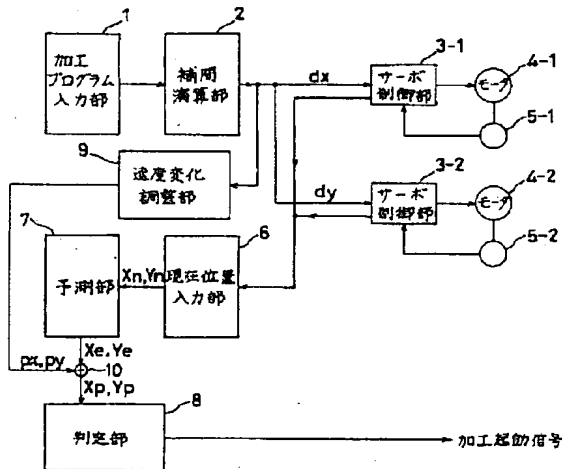 1
加工
プログラム
入力部
2
補間
演算部
dx
3-1
サーボ
制御部
4-1
モータ
5-1
9
速度変化
調整部
dy
3-2
サーボ
制御部
4-2
モータ
5-2
7
予測部
Xn,Yn
6
現在位置
入力部
px,py
Xe,Ye
10
Xp,Yp
8
判定部
加工起動信号